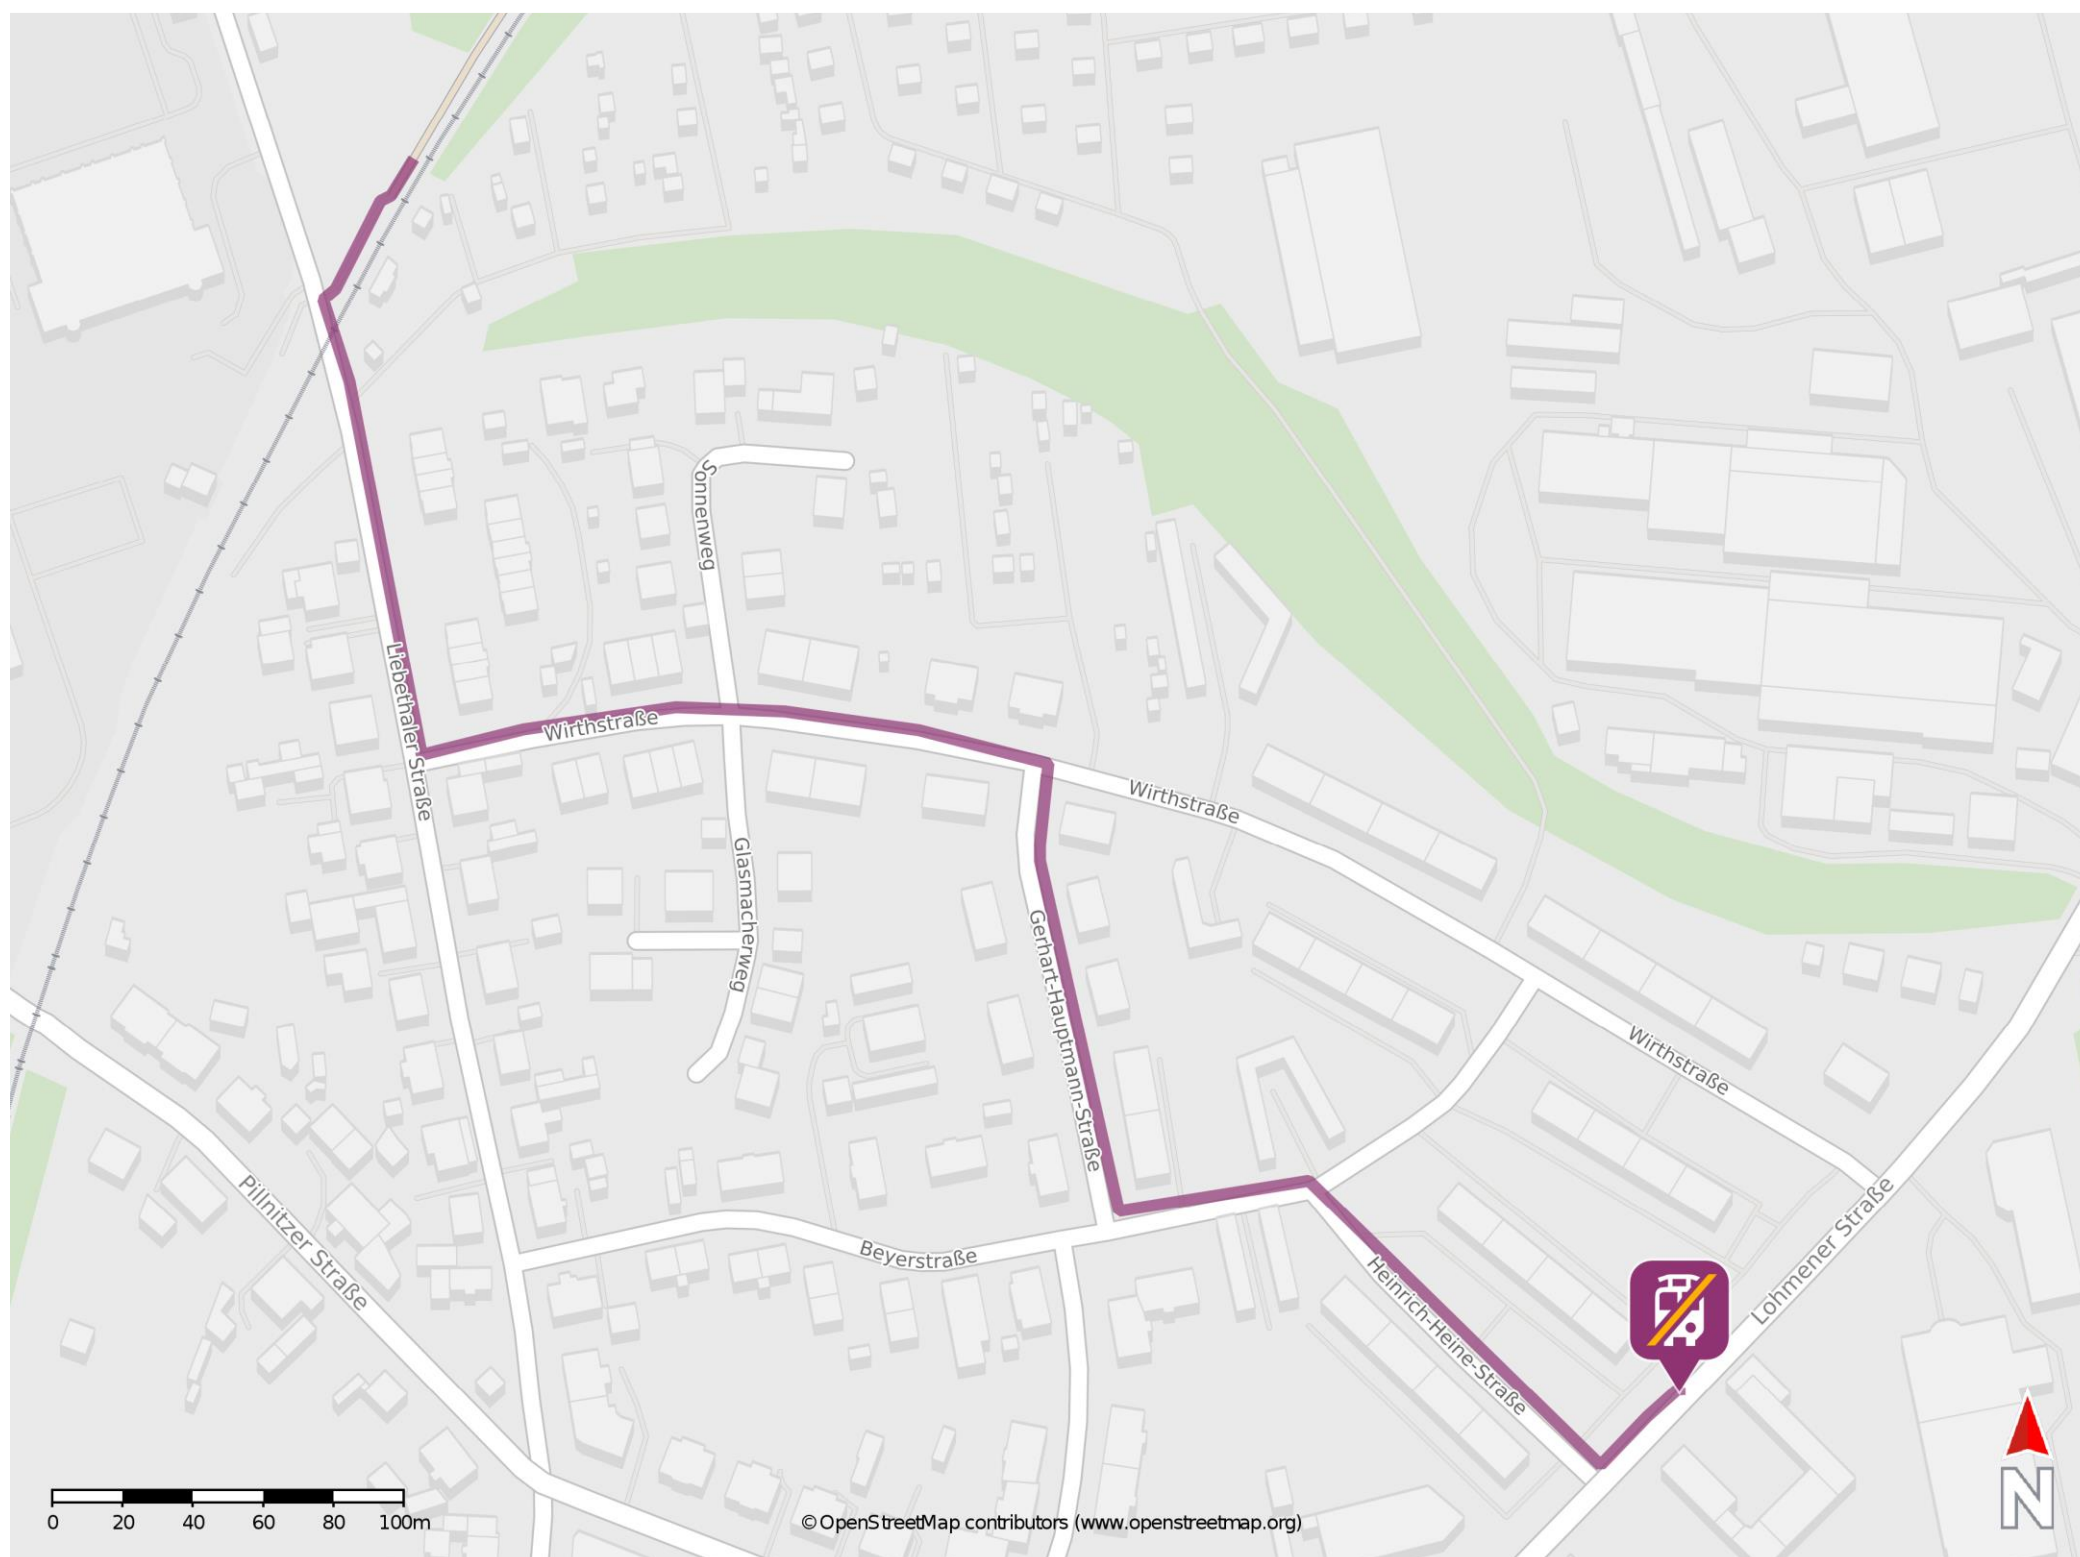 Sonnenweg
Liebethaler Straße
Wirthstraße
Wirthstraße
Glasmacherweg
Gerhart-Hauptmann-Straße
Wirthstraße
Pillnitzer Straße
Beyerstraße
Heinrich-Heine-Straße
Lohmener Straße
N
0 20 40 60 80 100m
© OpenStreetMap contributors (www.openstreetmap.org)